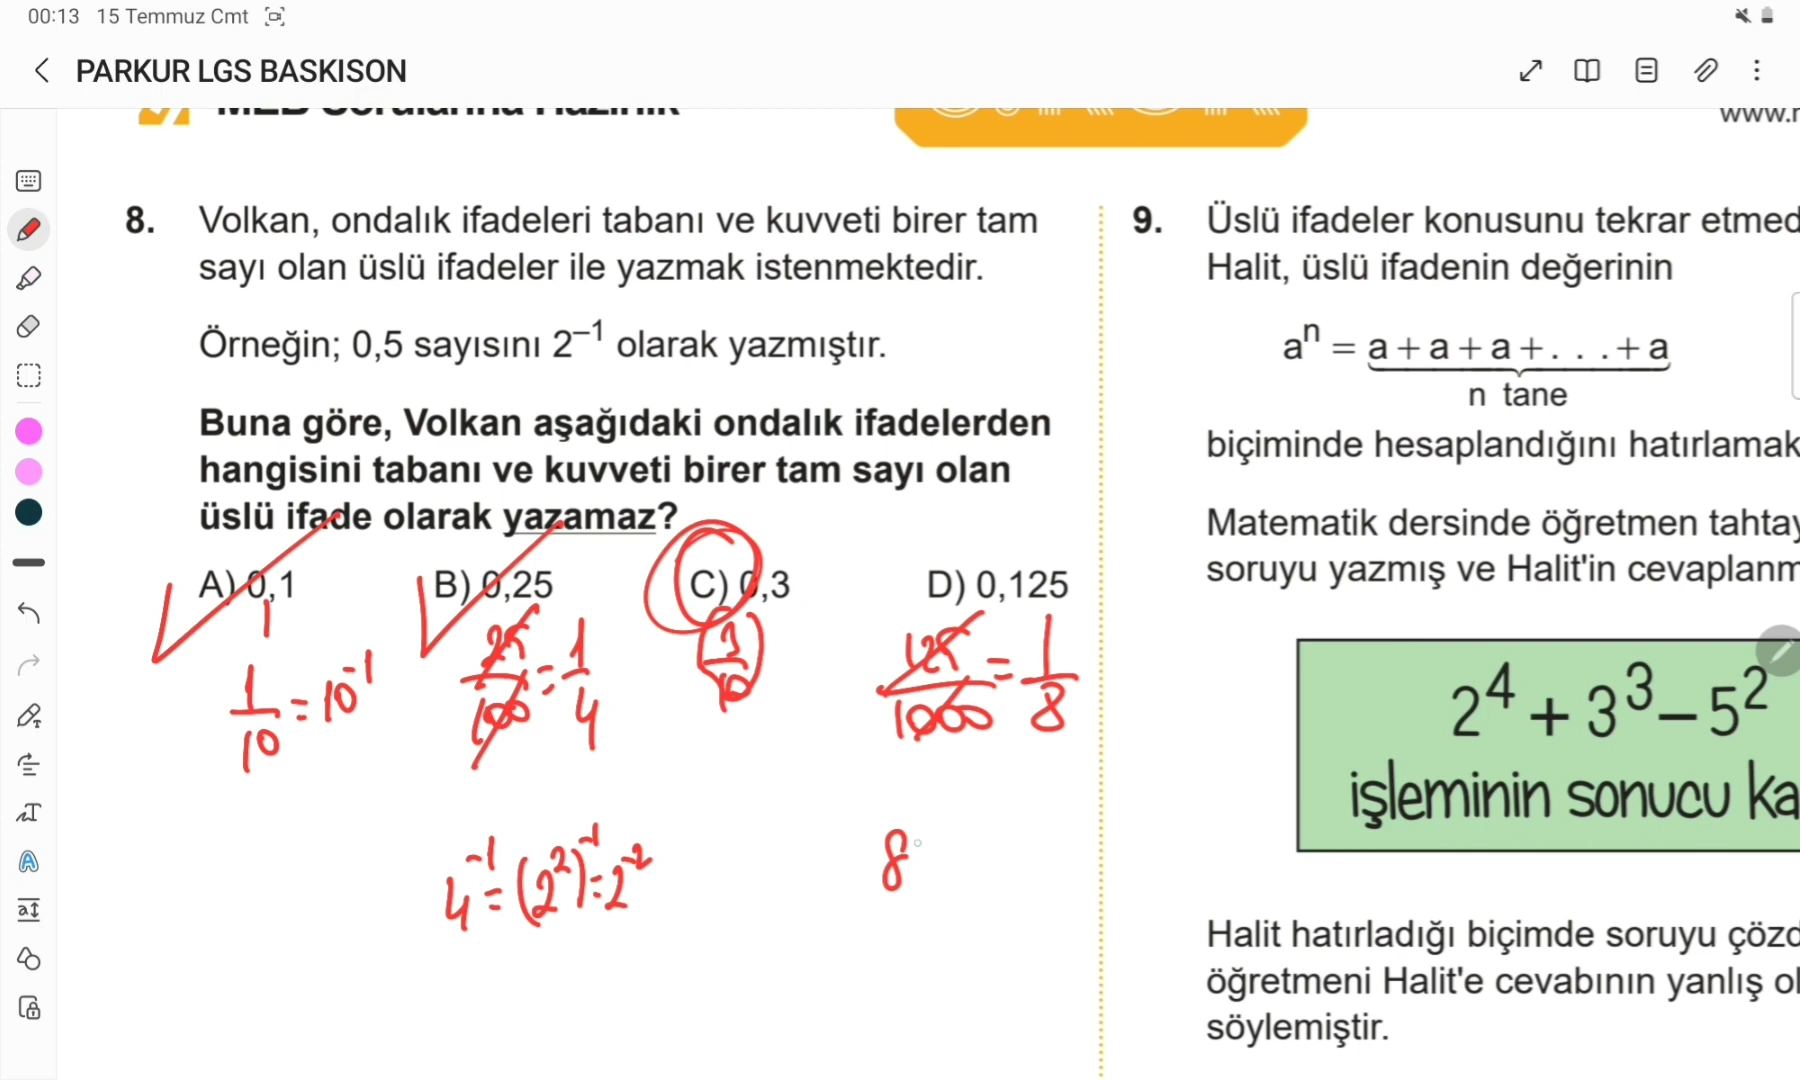 00:13 15 Temmuz Cmt
PARKUR LGS BASKISON
www.
8. Volkan, ondalık ifadeleri tabanı ve kuvveti birer tam
sayı olan üslü ifadeler ile yazmak istenmektedir.
Örneğin; 0,5 sayısını 2⁻¹ olarak yazmıştır.
Buna göre, Volkan aşağıdaki ondalık ifadelerden
hangisini tabanı ve kuvveti birer tam sayı olan
üslü ifade olarak yazamaz?
A) 0,1 B) 0,25 C) 0,3 D) 0,125
1/10 = 10⁻¹
25/100 = 1/4
3/10
125/1000 = 1/8
4⁻¹ = (2²)⁻¹ = 2⁻²
8
9. Üslü ifadeler konusunu tekrar etmed
Halit, üslü ifadenin değerinin
aⁿ = a + a + a + . . . + a
n tane
biçiminde hesaplandığını hatırlamak
Matematik dersinde öğretmen tahtay
soruyu yazmış ve Halit'in cevaplanm
2⁴ + 3³ – 5²
işleminin sonucu ka
Halit hatırladığı biçimde soruyu çözd
öğretmeni Halit'e cevabının yanlış ol
söylemiştir.